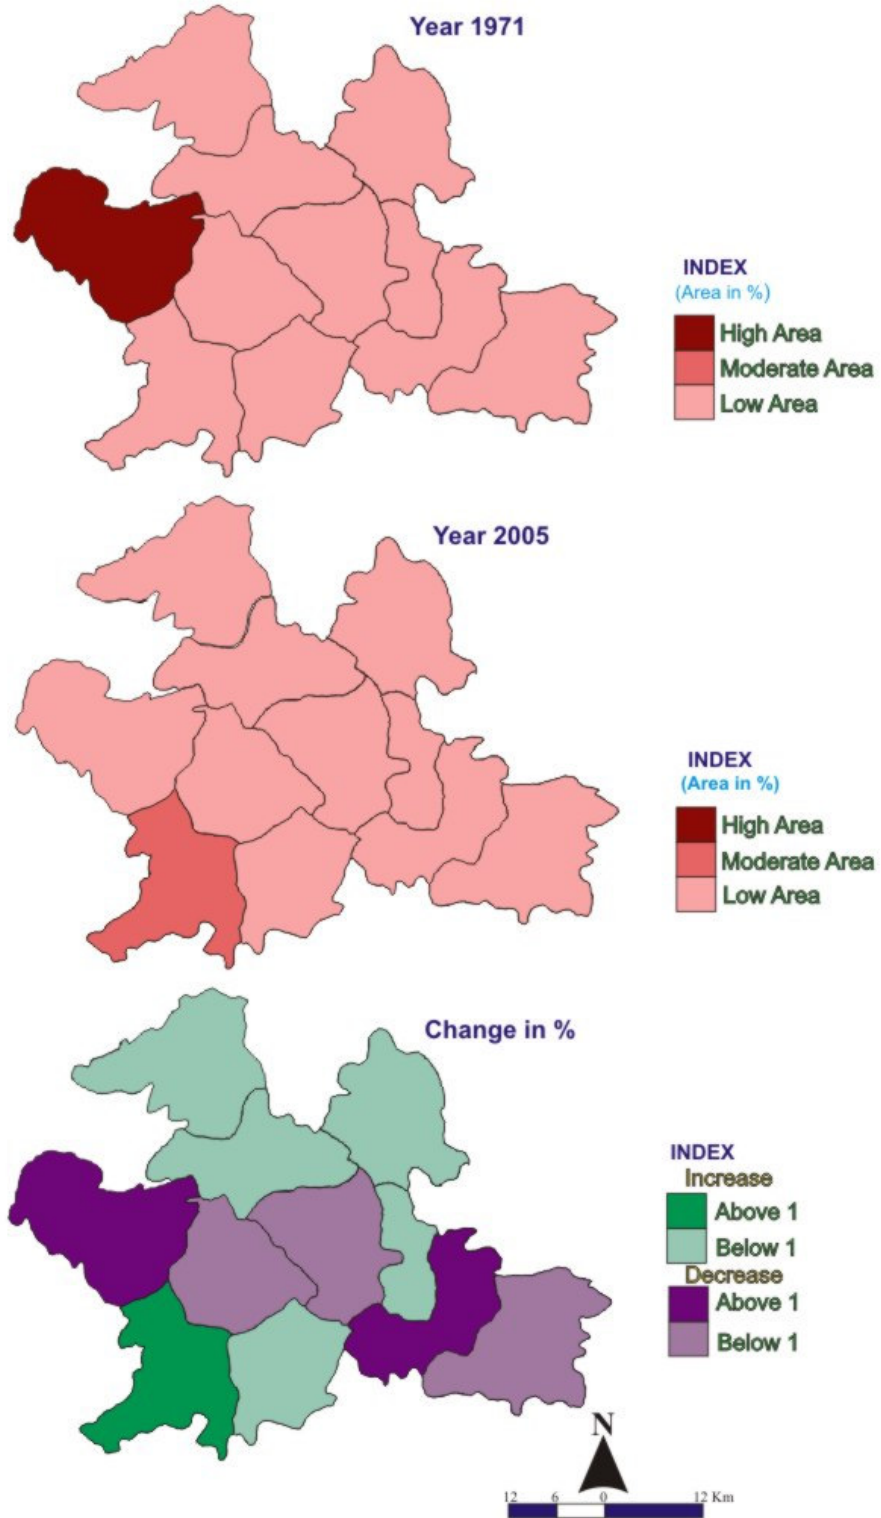 Year 1971
INDEX
(Area in %)
High Area
Moderate Area
Low Area
Year 2005
INDEX
(Area in %)
High Area
Moderate Area
Low Area
Change in %
INDEX
Increase
Above 1
Below 1
Decrease
Above 1
Below 1
N
12 6 0 12 Km